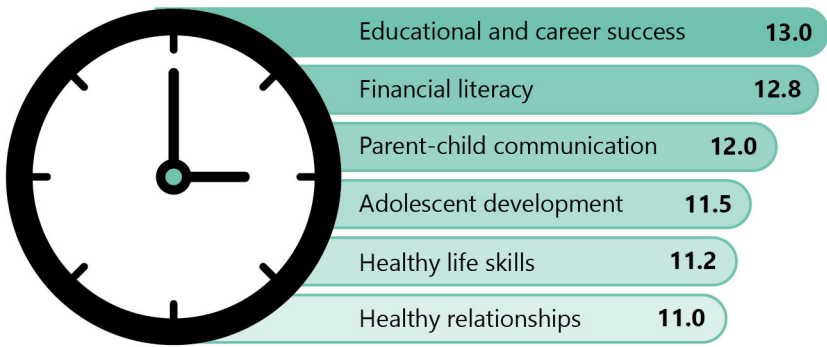 Educational and career success 13.0
Financial literacy 12.8
Parent-child communication 12.0
Adolescent development 11.5
Healthy life skills 11.2
Healthy relationships 11.0